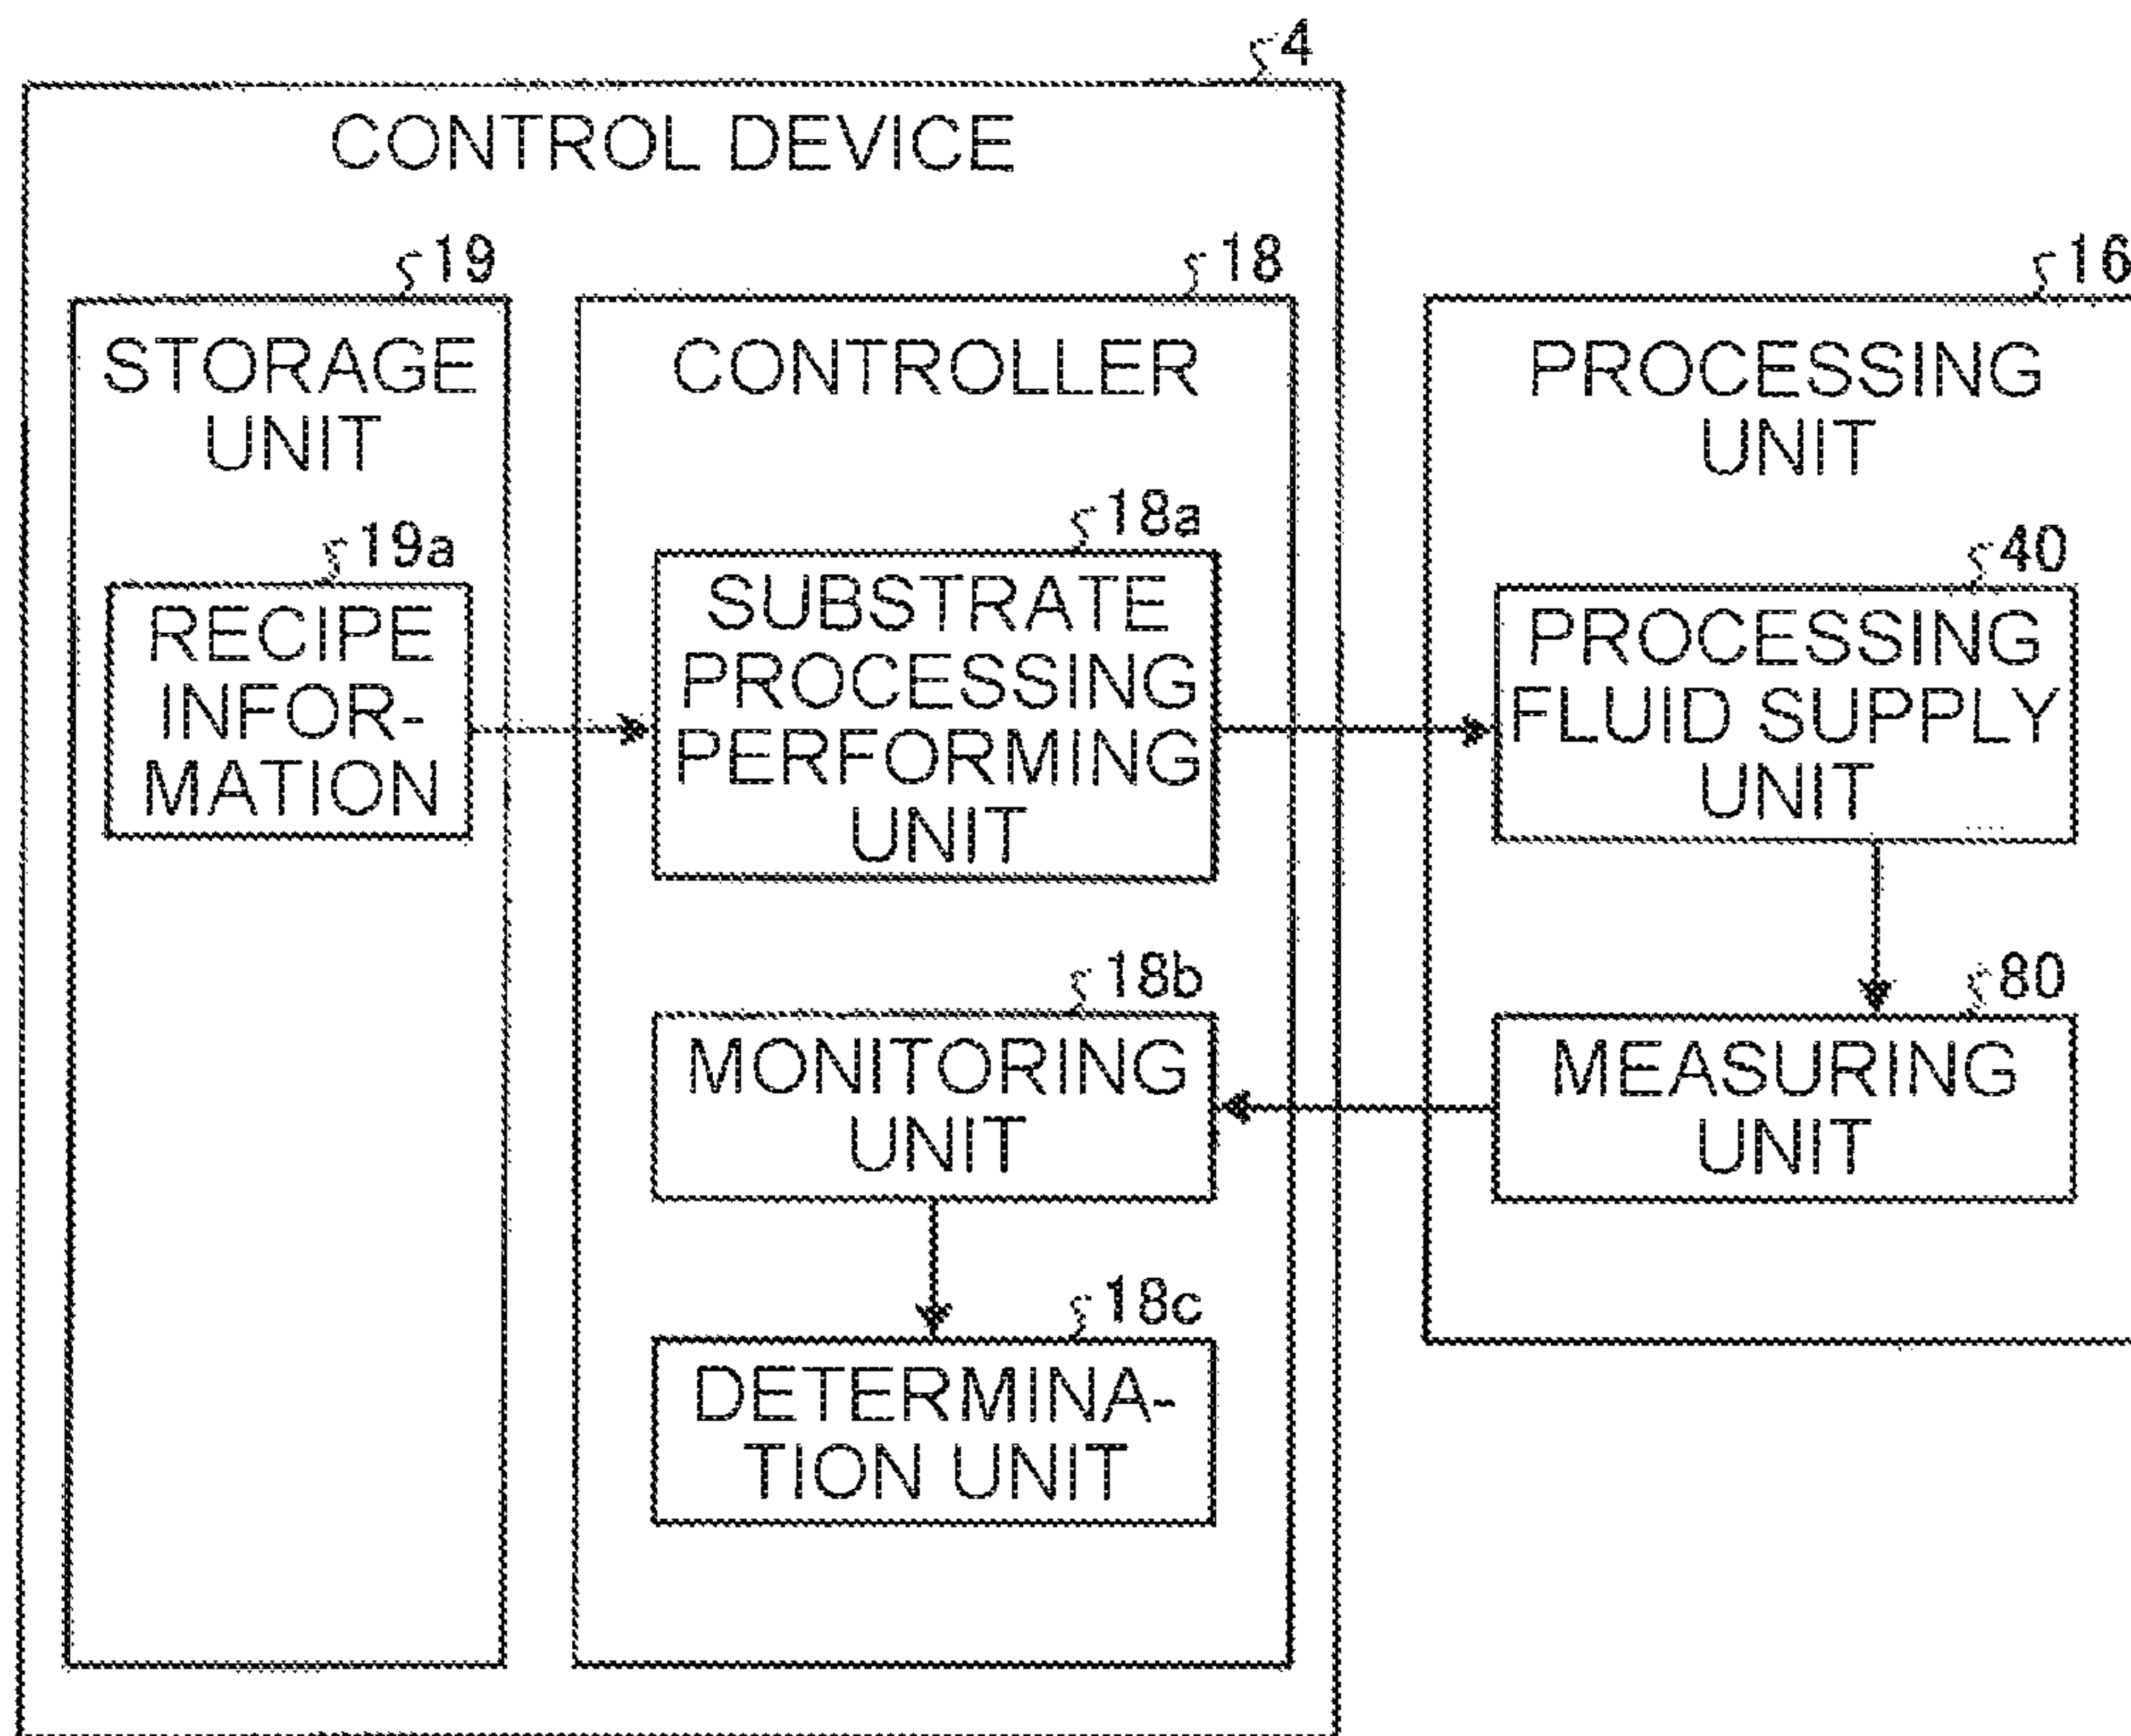 4
CONTROL DEVICE
19
STORAGE
UNIT
19a
RECIPE
INFOR-
MATION
18
CONTROLLER
18a
SUBSTRATE
PROCESSING
PERFORMING
UNIT
18b
MONITORING
UNIT
18c
DETERMINA-
TION UNIT
16
PROCESSING
UNIT
40
PROCESSING
FLUID SUPPLY
UNIT
80
MEASURING
UNIT